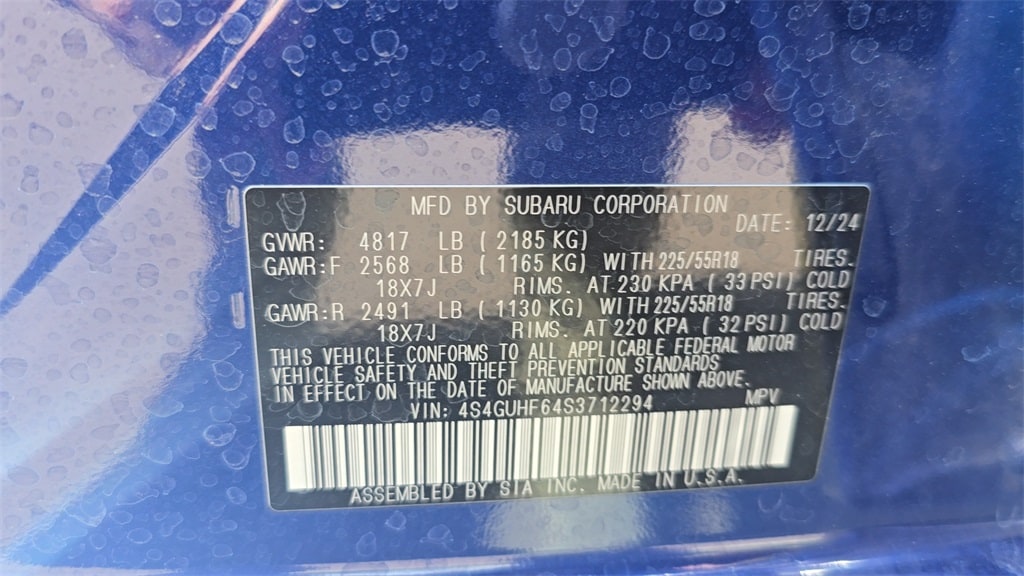 MFD BY SUBARU CORPORATION
DATE: 12/24
GVWR: 4817 LB ( 2185 KG)
GAWR:F 2568 LB ( 1165 KG) WITH 225/55R18 TIRES.
18X7J RIMS. AT 230 KPA ( 33 PSI) COLD
GAWR:R 2491 LB ( 1130 KG) WITH 225/55R18 TIRES.
18X7J RIMS. AT 220 KPA ( 32 PSI) COLD
THIS VEHICLE CONFORMS TO ALL APPLICABLE FEDERAL MOTOR
VEHICLE SAFETY AND THEFT PREVENTION STANDARDS
IN EFFECT ON THE DATE OF MANUFACTURE SHOWN ABOVE.
VIN: 4S4GUHF64S3712294 MPV
ASSEMBLED BY SIA INC. MADE IN U.S.A.